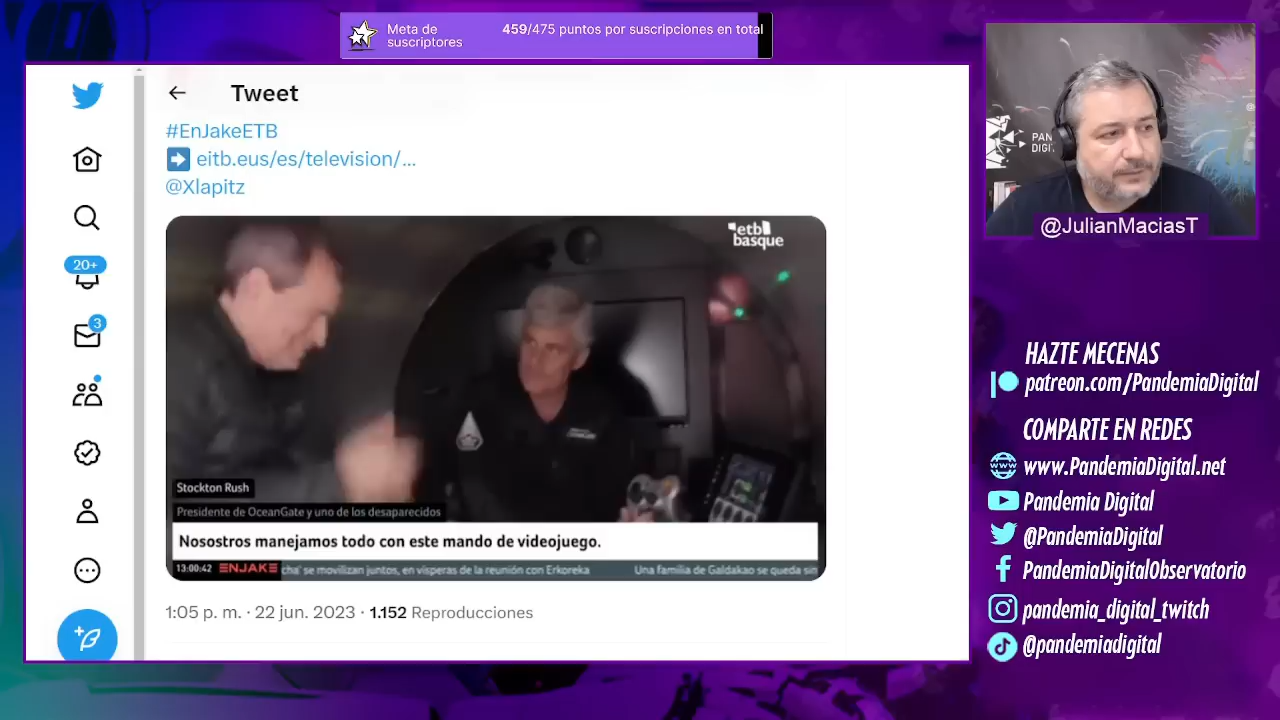 Meta de
suscriptores
459/475 puntos por suscripciones en total
Tweet
#EnJakeETB
eitb.eus/es/television/...
@Xlapitz
20+
3
etb
basque
Stockton Rush
Presidente de OceanGate y uno de los desaparecidos
Nosostros manejamos todo con este mando de videojuego.
13:00:42 ENJAKE cha' se movilizan juntos, en vísperas de la reunión con Erkoreka Una familia de Galdakao se queda sin
1:05 p. m. · 22 jun. 2023 · 1.152 Reproducciones
PAN
DIGI
@JulianMaciasT
HAZTE MECENAS
patreon.com/PandemiaDigital
COMPARTE EN REDES
www.PandemiaDigital.net
Pandemia Digital
@PandemiaDigital
PandemiaDigitalObservatorio
pandemia_digital_twitch
@pandemiadigital